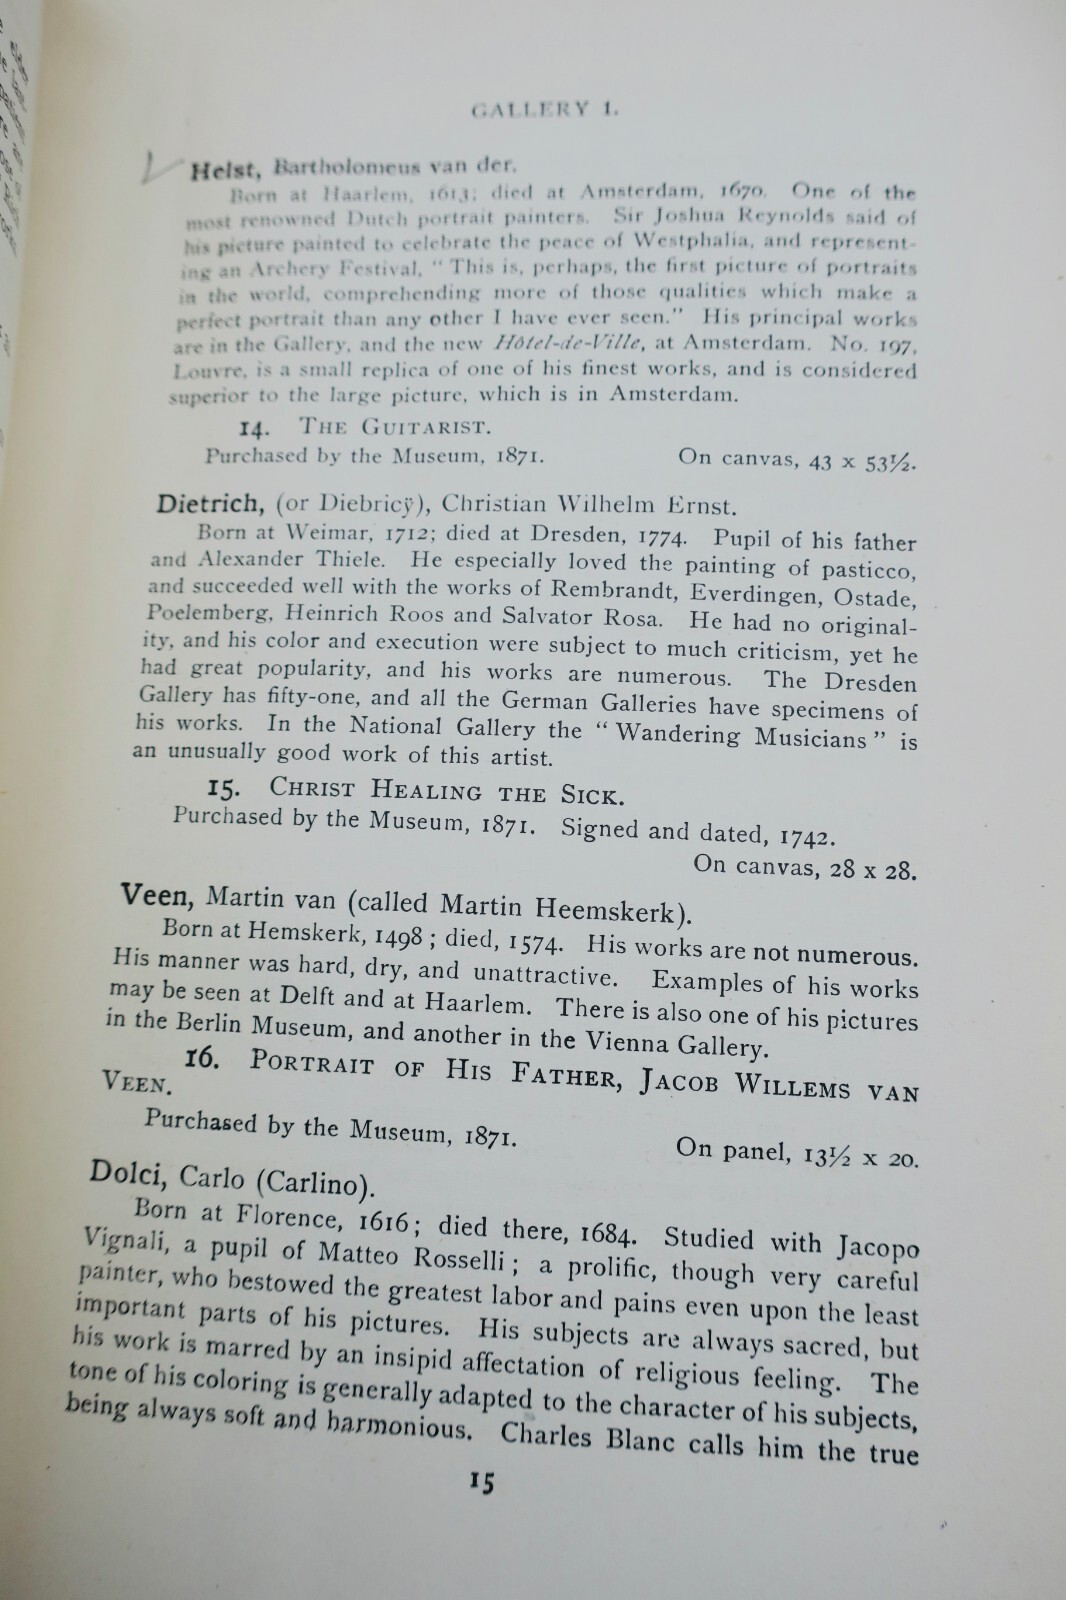 GALLERY 1.
Helst, Bartholomeus van der.
Born at Haarlem, 1613; died at Amsterdam, 1670. One of the
most renowned Dutch portrait painters. Sir Joshua Reynolds said of
his picture painted to celebrate the peace of Westphalia, and represent-
ing an Archery Festival, "This is, perhaps, the first picture of portraits
in the world, comprehending more of those qualities which make a
perfect portrait than any other I have ever seen." His principal works
are in the Gallery, and the new Hôtel-de-Ville, at Amsterdam. No. 197,
Louvre, is a small replica of one of his finest works, and is considered
superior to the large picture, which is in Amsterdam.
14. THE GUITARIST.
Purchased by the Museum, 1871. On canvas, 43 x 53½.
Dietrich, (or Diebricÿ), Christian Wilhelm Ernst.
Born at Weimar, 1712; died at Dresden, 1774. Pupil of his father
and Alexander Thiele. He especially loved the painting of pasticco,
and succeeded well with the works of Rembrandt, Everdingen, Ostade,
Poelemberg, Heinrich Roos and Salvator Rosa. He had no original-
ity, and his color and execution were subject to much criticism, yet he
had great popularity, and his works are numerous. The Dresden
Gallery has fifty-one, and all the German Galleries have specimens of
his works. In the National Gallery the "Wandering Musicians" is
an unusually good work of this artist.
15. CHRIST HEALING THE SICK.
Purchased by the Museum, 1871. Signed and dated, 1742.
On canvas, 28 x 28.
Veen, Martin van (called Martin Heemskerk).
Born at Hemskerk, 1498; died, 1574. His works are not numerous.
His manner was hard, dry, and unattractive. Examples of his works
may be seen at Delft and at Haarlem. There is also one of his pictures
in the Berlin Museum, and another in the Vienna Gallery.
16. PORTRAIT OF HIS FATHER, JACOB WILLEMS VAN
VEEN.
Purchased by the Museum, 1871. On panel, 13½ x 20.
Dolci, Carlo (Carlino).
Born at Florence, 1616; died there, 1684. Studied with Jacopo
Vignali, a pupil of Matteo Rosselli; a prolific, though very careful
painter, who bestowed the greatest labor and pains even upon the least
important parts of his pictures. His subjects are always sacred, but
his work is marred by an insipid affectation of religious feeling. The
tone of his coloring is generally adapted to the character of his subjects,
being always soft and harmonious. Charles Blanc calls him the true
15